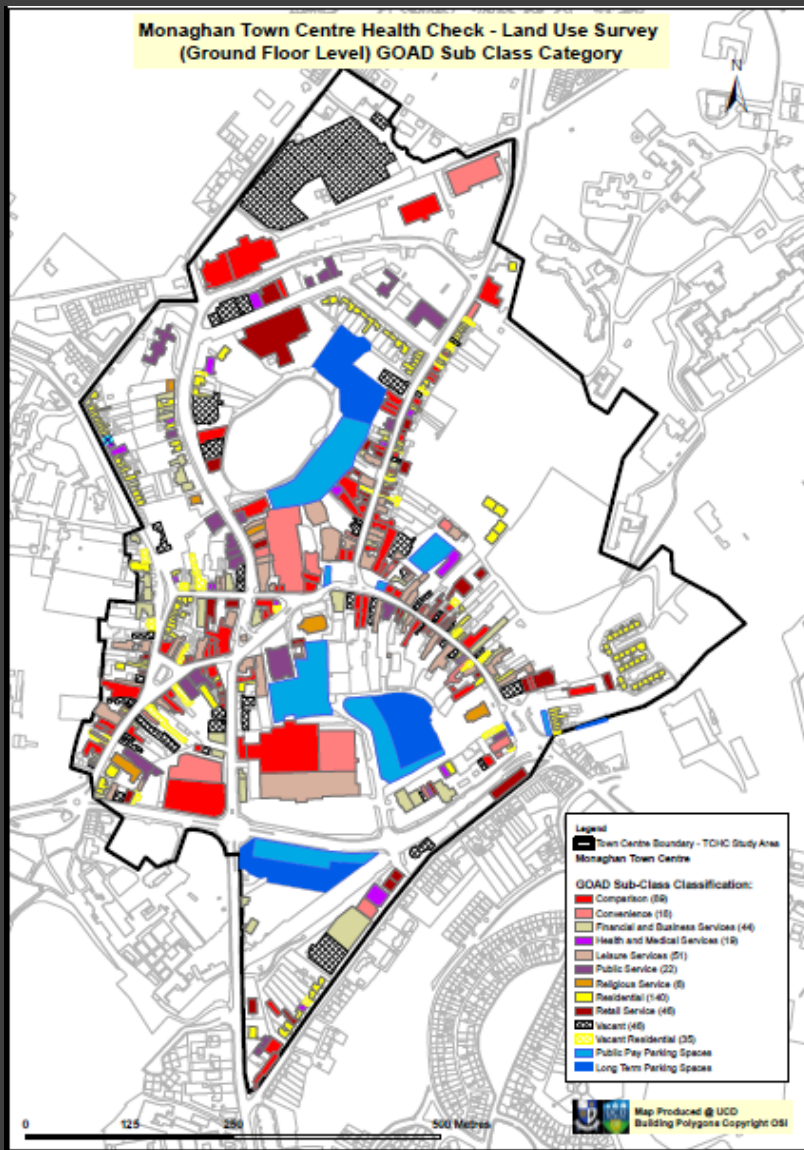 Monaghan Town Centre Health Check - Land Use Survey
(Ground Floor Level) GOAD Sub Class Category
N
Legend
Town Centre Boundary - TCHC Study Area
Monaghan Town Centre
GOAD Sub-Class Classification:
Comparison (89)
Convenience (18)
Financial and Business Services (44)
Health and Medical Services (19)
Leisure Services (51)
Public Service (22)
Religious Service (6)
Residential (140)
Retail Service (46)
Vacant (46)
Vacant Residential (35)
Public Pay Parking Spaces
Long Term Parking Spaces
0 125 250 500 Metres
Map Produced @ UCD
Building Polygons Copyright OSI